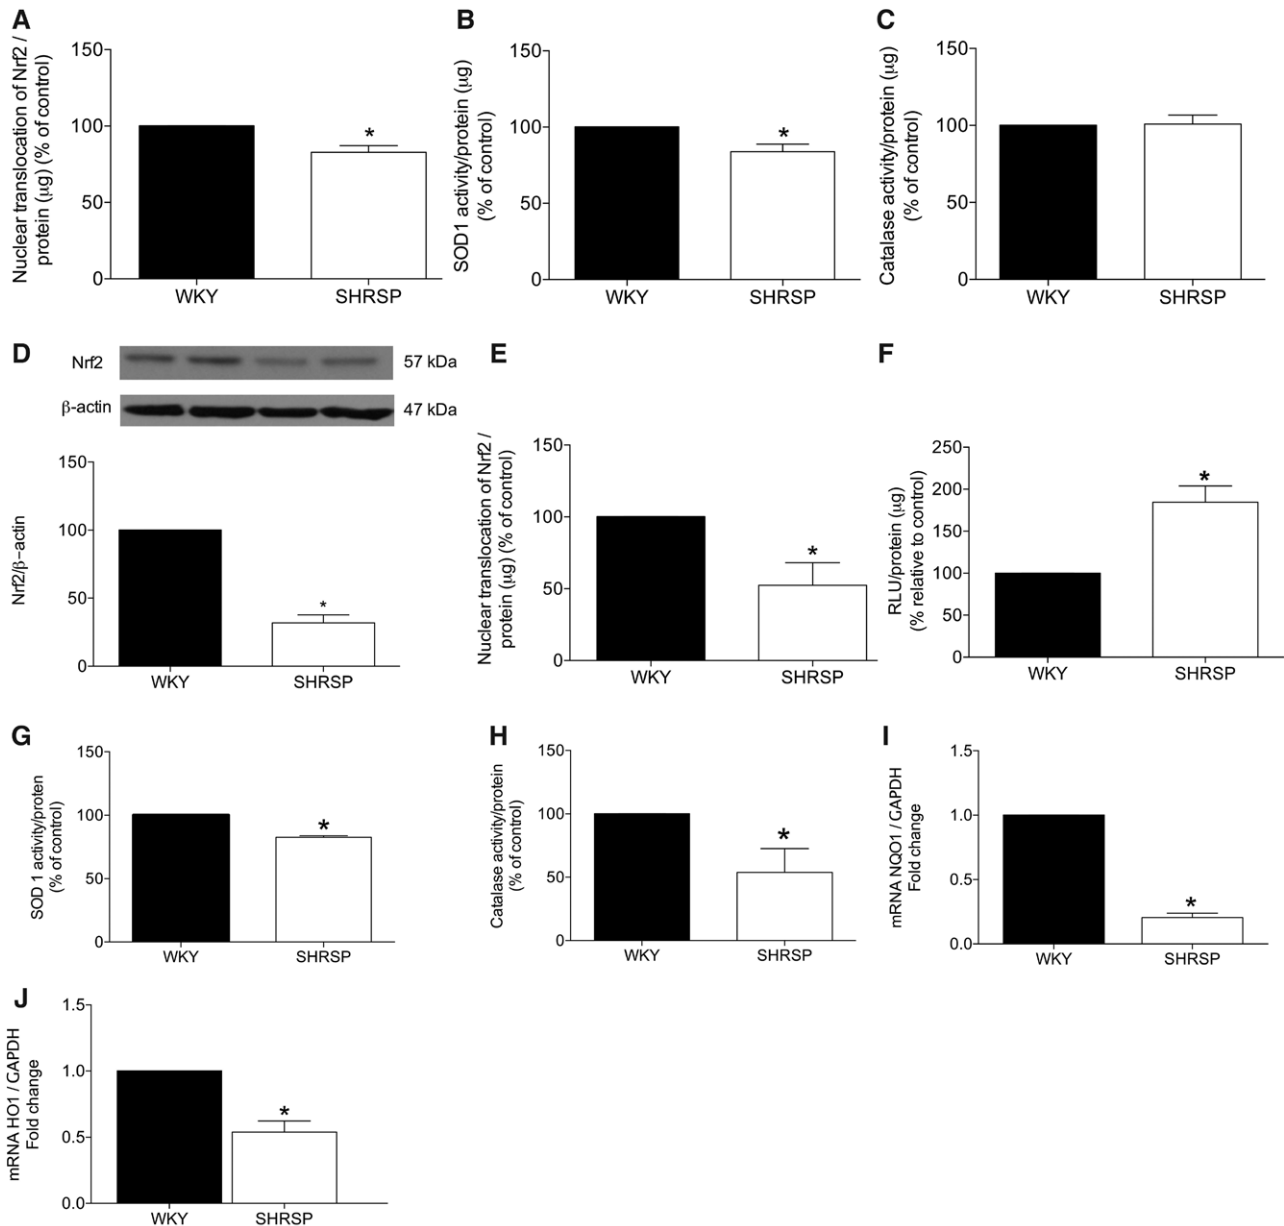 A
Nuclear translocation of Nrf2 /
protein (μg) (% of control)
150
100
50
0
*
WKY
SHRSP
B
SOD1 activity/protein (μg)
(% of control)
150
100
50
0
*
WKY
SHRSP
C
Catalase activity/protein (μg)
(% of control)
150
100
50
0
WKY
SHRSP
D
Nrf2
57 kDa
β-actin
47 kDa
Nrf2/β−actin
150
100
50
0
*
WKY
SHRSP
E
Nuclear translocation of Nrf2 /
protein (μg) (% of control)
150
100
50
0
*
WKY
SHRSP
F
RLU/protein (μg)
(% relative to control)
250
200
150
100
50
0
*
WKY
SHRSP
G
SOD 1 activity/proten
(% of control)
150
100
50
0
*
WKY
SHRSP
H
Catalase activity/protein
(% of control)
150
100
50
0
*
WKY
SHRSP
I
mRNA NQO1 / GAPDH
Fold change
1.5
1.0
0.5
0.0
*
WKY
SHRSP
J
mRNA HO1 / GAPDH
Fold change
1.5
1.0
0.5
0.0
*
WKY
SHRSP